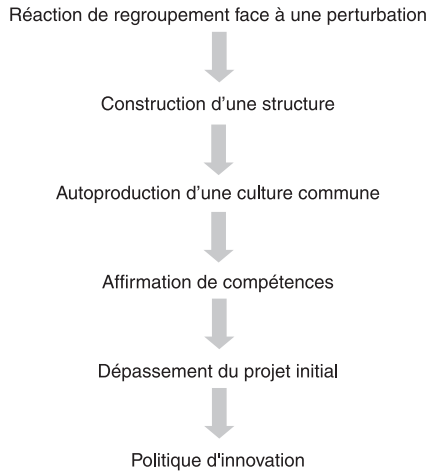 Réaction de regroupement face à une perturbation
Construction d’une structure
Autoproduction d’une culture commune
Affirmation de compétences
Dépassement du projet initial
Politique d'innovation